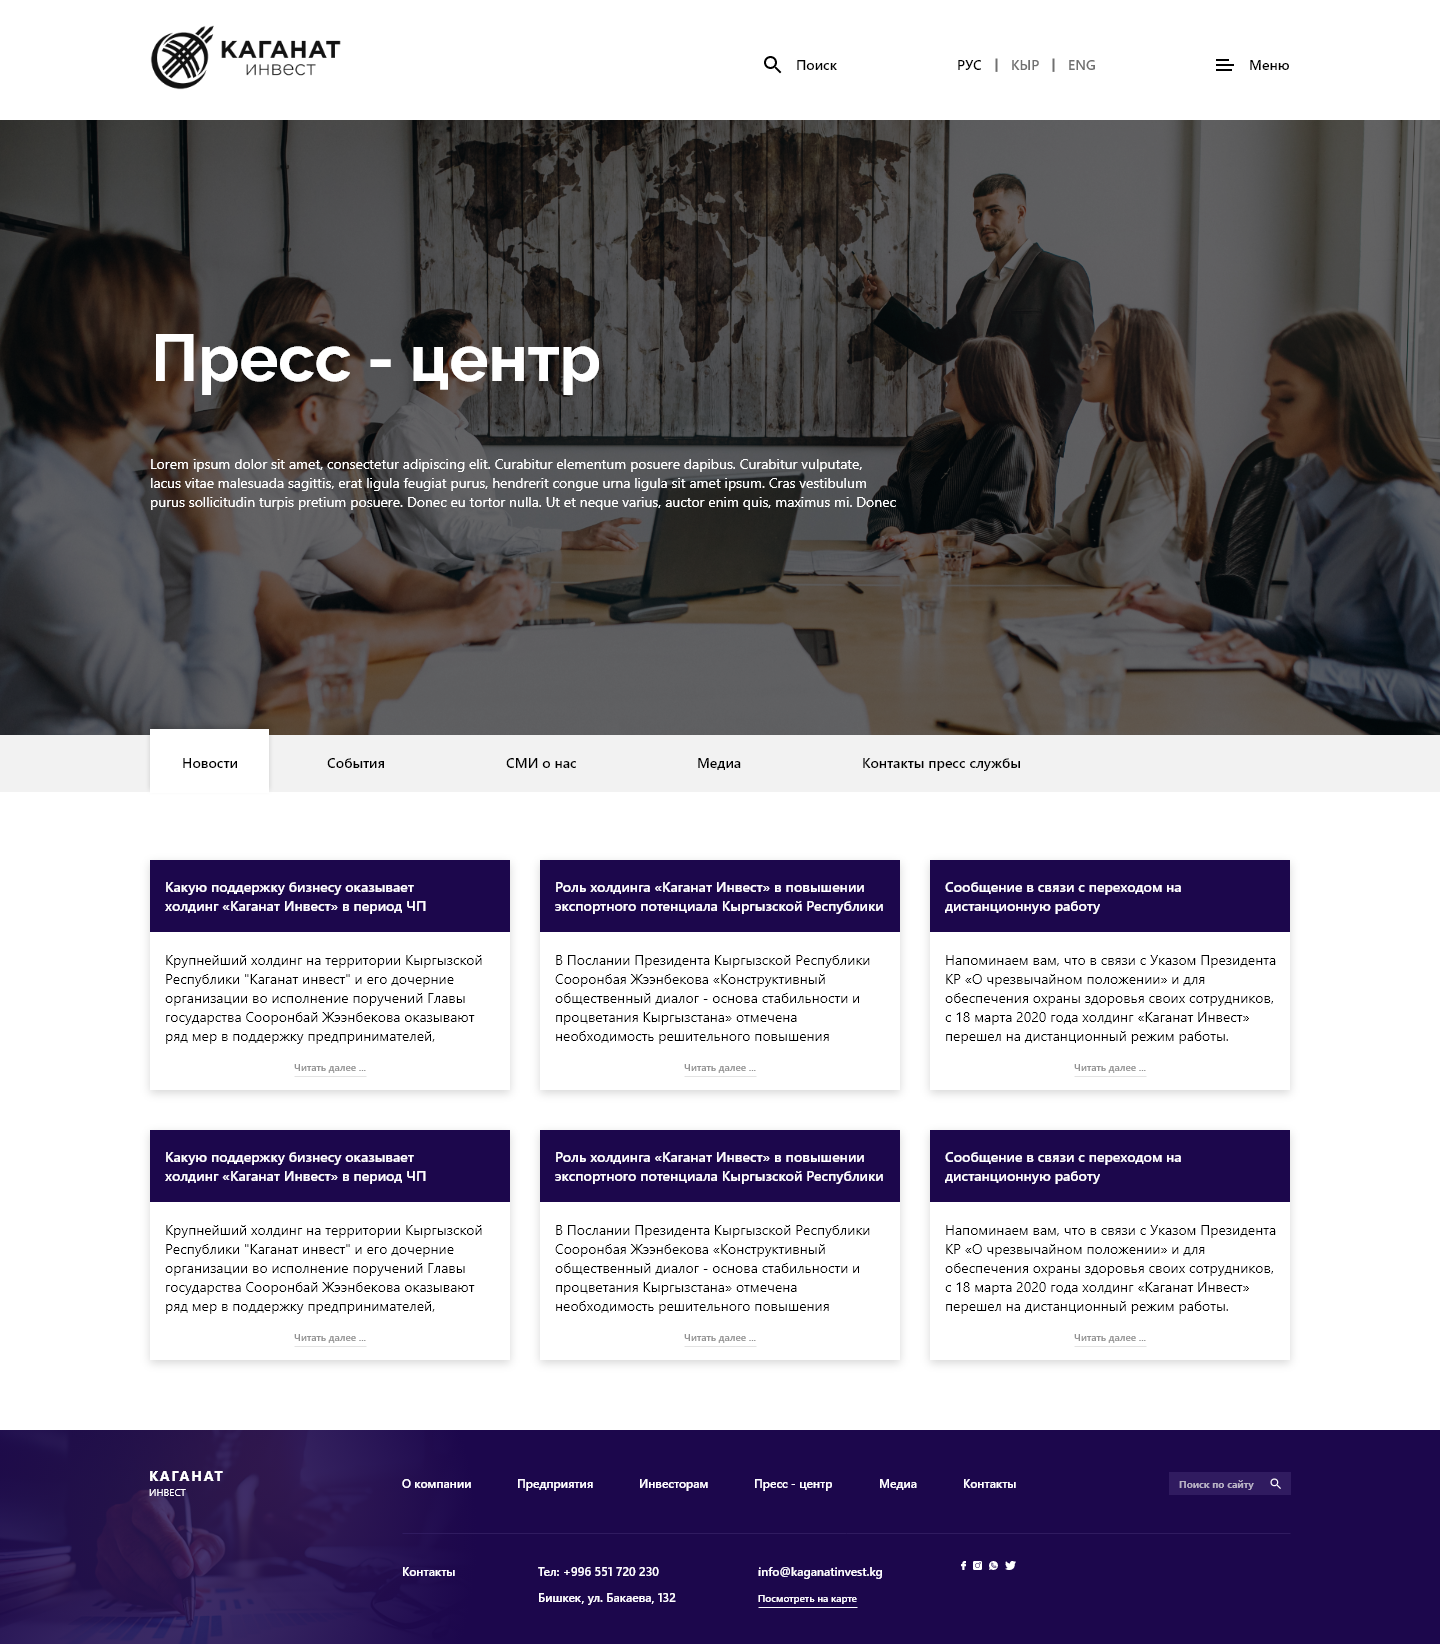 КАГАНАТ
ИНВЕСТ
Поиск
РУС | КЫР | ENG
Меню
Пресс - центр
Lorem ipsum dolor sit amet, consectetur adipiscing elit. Curabitur elementum posuere dapibus. Curabitur vulputate,
lacus vitae malesuada sagittis, erat ligula feugiat purus, hendrerit congue urna ligula sit amet ipsum. Cras vestibulum
purus sollicitudin turpis pretium posuere. Donec eu tortor nulla. Ut et neque varius, auctor enim quis, maximus mi. Donec
Новости
События
СМИ о нас
Медиа
Контакты пресс службы
Какую поддержку бизнесу оказывает
холдинг «Каганат Инвест» в период ЧП
Крупнейший холдинг на территории Кыргызской
Республики "Каганат инвест" и его дочерние
организации во исполнение поручений Главы
государства Сооронбай Жээнбекова оказывают
ряд мер в поддержку предпринимателей,
Читать далее ...
Роль холдинга «Каганат Инвест» в повышении
экспортного потенциала Кыргызской Республики
В Послании Президента Кыргызской Республики
Сооронбая Жээнбекова «Конструктивный
общественный диалог - основа стабильности и
процветания Кыргызстана» отмечена
необходимость решительного повышения
Читать далее ...
Сообщение в связи с переходом на
дистанционную работу
Напоминаем вам, что в связи с Указом Президента
КР «О чрезвычайном положении» и для
обеспечения охраны здоровья своих сотрудников,
с 18 марта 2020 года холдинг «Каганат Инвест»
перешел на дистанционный режим работы.
Читать далее ...
Какую поддержку бизнесу оказывает
холдинг «Каганат Инвест» в период ЧП
Крупнейший холдинг на территории Кыргызской
Республики "Каганат инвест" и его дочерние
организации во исполнение поручений Главы
государства Сооронбай Жээнбекова оказывают
ряд мер в поддержку предпринимателей,
Читать далее ...
Роль холдинга «Каганат Инвест» в повышении
экспортного потенциала Кыргызской Республики
В Послании Президента Кыргызской Республики
Сооронбая Жээнбекова «Конструктивный
общественный диалог - основа стабильности и
процветания Кыргызстана» отмечена
необходимость решительного повышения
Читать далее ...
Сообщение в связи с переходом на
дистанционную работу
Напоминаем вам, что в связи с Указом Президента
КР «О чрезвычайном положении» и для
обеспечения охраны здоровья своих сотрудников,
с 18 марта 2020 года холдинг «Каганат Инвест»
перешел на дистанционный режим работы.
Читать далее ...
КАГАНАТ
ИНВЕСТ
О компании
Предприятия
Инвесторам
Пресс - центр
Медиа
Контакты
Поиск по сайту
Контакты
Тел: +996 551 720 230
Бишкек, ул. Бакаева, 132
info@kaganatinvest.kg
Посмотреть на карте